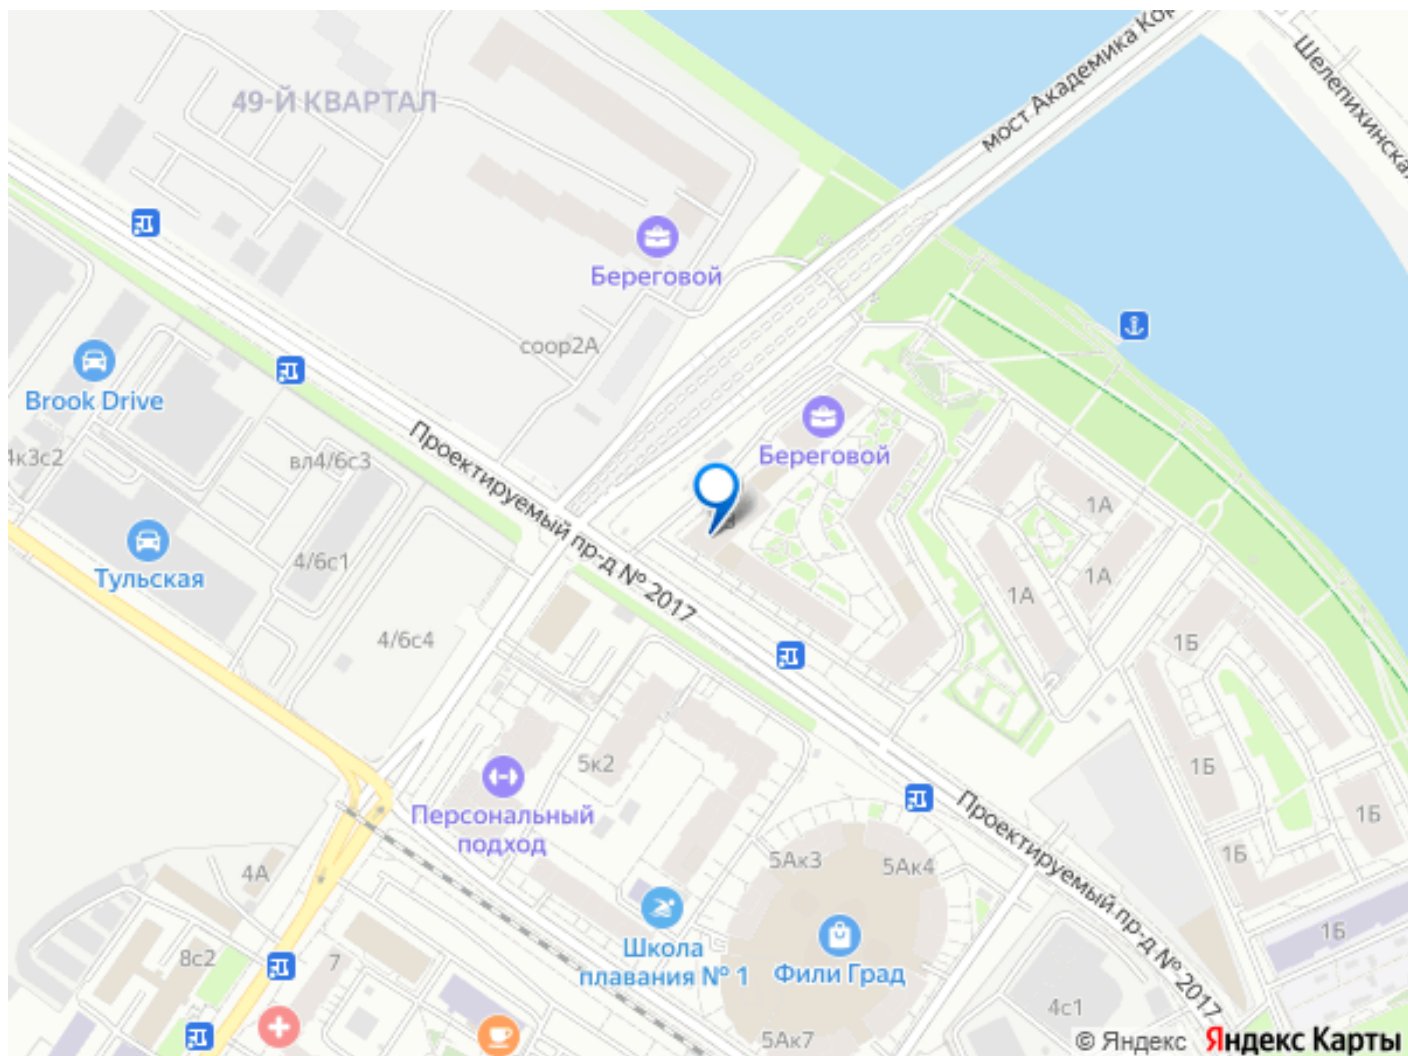 мост Академика Кор
Шелепихинская
49-Й КВАРТАЛ
Береговой
соор2А
Brook Drive
4к3с2
вл4/6с3
Проектируемый пр-д № 2017
Береговой
1А
1А
1А
4/6с1
Тульская
4/6с4
1Б
5к2
1Б
Персональный
подход
Проектируемый пр-д № 2017
1Б
1Б
5Ак3
5Ак4
4А
Школа
плавания № 1
Фили Град
1Б
8с2
7
4с1
5Ак7
© Яндекс Яндекс Карты